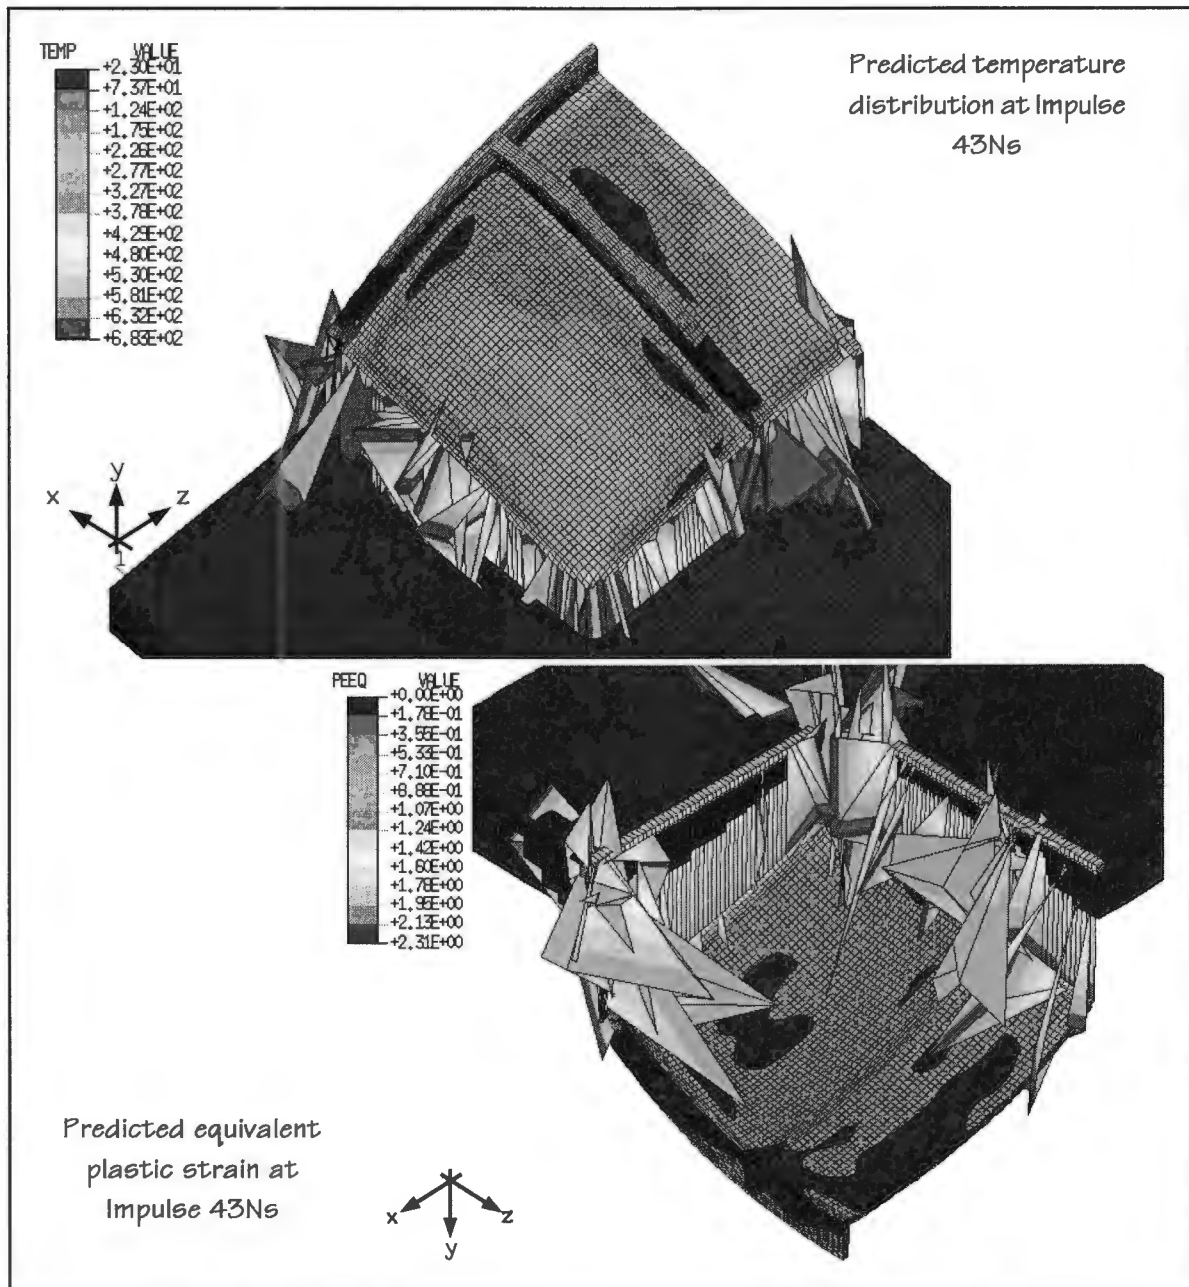 TEMP VALUE
+2.30E+01
+7.37E+01
+1.24E+02
+1.75E+02
+2.26E+02
+2.77E+02
+3.27E+02
+3.78E+02
+4.29E+02
+4.80E+02
+5.30E+02
+5.81E+02
+6.32E+02
+6.83E+02
Predicted temperature
distribution at Impulse
43Ns
y
x z
1
PEEQ VALUE
+0.00E+00
+1.78E-01
+3.55E-01
+5.33E-01
+7.10E-01
+8.88E-01
+1.07E+00
+1.24E+00
+1.42E+00
+1.60E+00
+1.78E+00
+1.95E+00
+2.13E+00
+2.31E+00
Predicted equivalent
plastic strain at
Impulse 43Ns
x z
y